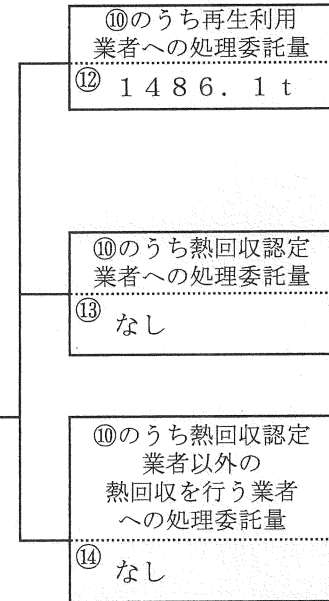 ⑩のうち再生利用
業者への処理委託量
⑫ 1486.1t
⑩のうち熱回収認定
業者への処理委託量
⑬ なし
⑩のうち熱回収認定
業者以外の
熱回収を行う業者
への処理委託量
⑭ なし